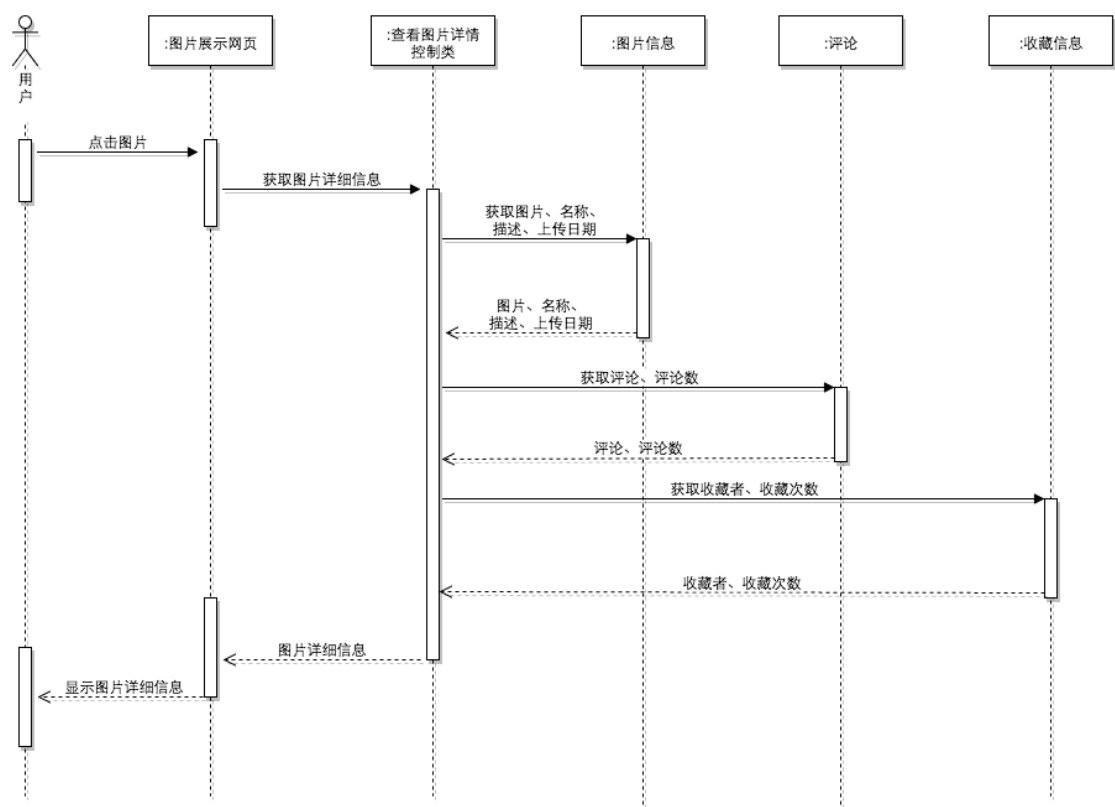 用
户
:图片展示网页
:查看图片详情
控制类
:图片信息
:评论
:收藏信息
点击图片
获取图片详细信息
获取图片、名称、
描述、上传日期
图片、名称、
描述、上传日期
获取评论、评论数
评论、评论数
获取收藏者、收藏次数
收藏者、收藏次数
图片详细信息
显示图片详细信息